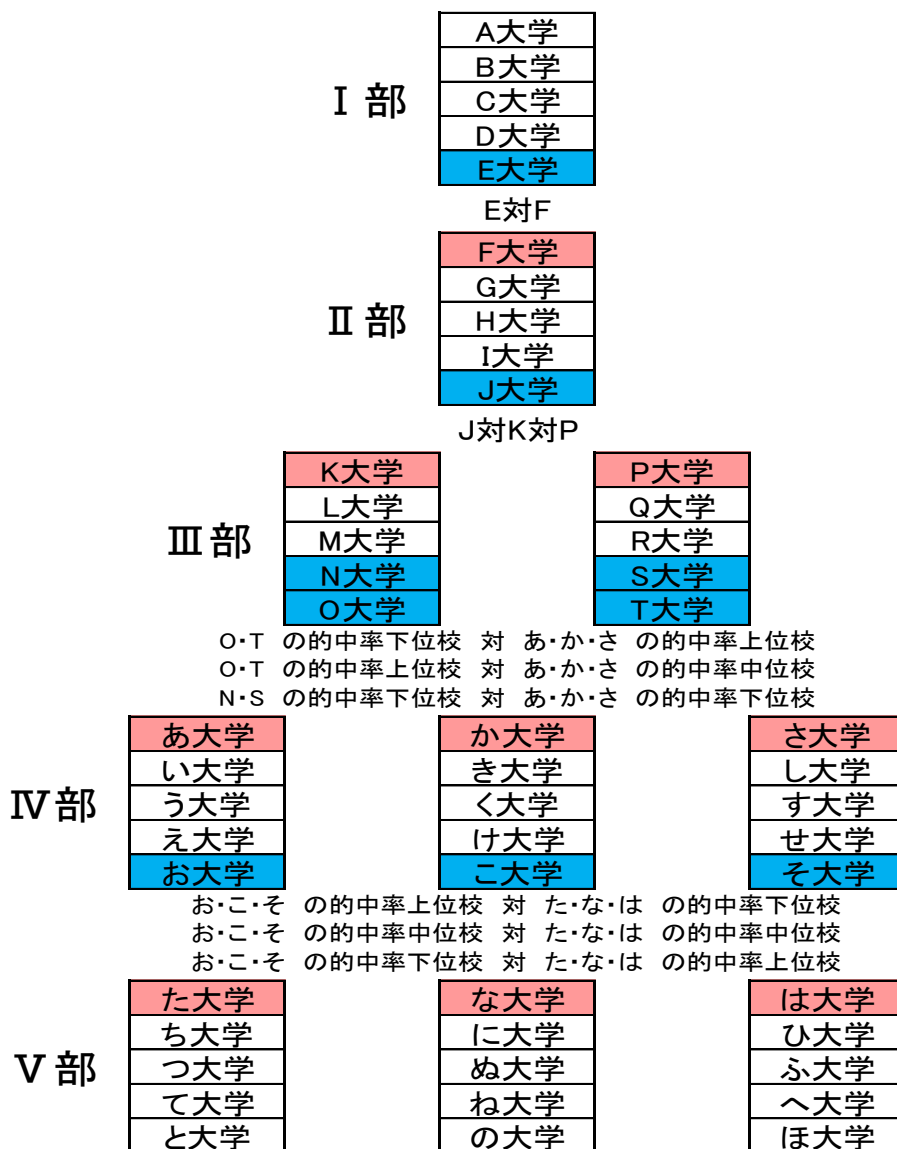 A大学
B大学
Ⅰ部
C大学
D大学
E大学
E対F
F大学
G大学
Ⅱ部
H大学
I大学
J大学
J対K対P
K大学 P大学
L大学 Q大学
Ⅲ部
M大学 R大学
N大学 S大学
O大学 T大学
O・T の的中率下位校 対 あ・か・さ の的中率上位校
O・T の的中率上位校 対 あ・か・さ の的中率中位校
N・S の的中率下位校 対 あ・か・さ の的中率下位校
あ大学 か大学 さ大学
い大学 き大学 し大学
Ⅳ部
う大学 く大学 す大学
え大学 け大学 せ大学
お大学 こ大学 そ大学
お・こ・そ の的中率上位校 対 た・な・は の的中率下位校
お・こ・そ の的中率中位校 対 た・な・は の的中率中位校
お・こ・そ の的中率下位校 対 た・な・は の的中率上位校
た大学 な大学 は大学
ち大学 に大学 ひ大学
Ⅴ部
つ大学 ぬ大学 ふ大学
て大学 ね大学 へ大学
と大学 の大学 ほ大学